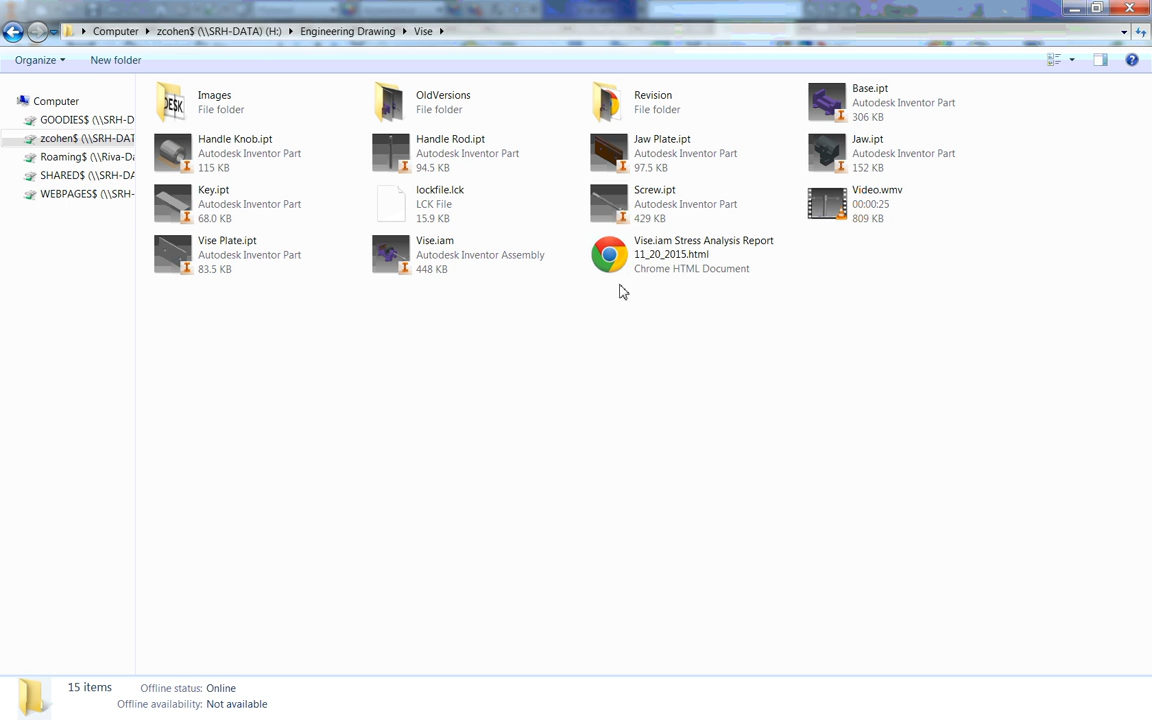 Computer
zcohen$ (\\SRH-DATA) (H:)
Engineering Drawing
Vise
Organize
New folder
Computer
GOODIES$ (\\SRH-D
zcohen$ (\\SRH-DAT
Roaming$ (\\Riva-Da
SHARED$ (\\SRH-DA
WEBPAGES$ (\\SRH-
Images
File folder
OldVersions
File folder
Revision
File folder
Base.ipt
Autodesk Inventor Part
306 KB
Handle Knob.ipt
Autodesk Inventor Part
115 KB
Handle Rod.ipt
Autodesk Inventor Part
94.5 KB
Jaw Plate.ipt
Autodesk Inventor Part
97.5 KB
Jaw.ipt
Autodesk Inventor Part
152 KB
Key.ipt
Autodesk Inventor Part
68.0 KB
lockfile.lck
LCK File
15.9 KB
Screw.ipt
Autodesk Inventor Part
429 KB
Video.wmv
00:00:25
809 KB
Vise Plate.ipt
Autodesk Inventor Part
83.5 KB
Vise.iam
Autodesk Inventor Assembly
448 KB
Vise.iam Stress Analysis Report
11_20_2015.html
Chrome HTML Document
15 items
Offline status: Online
Offline availability: Not available